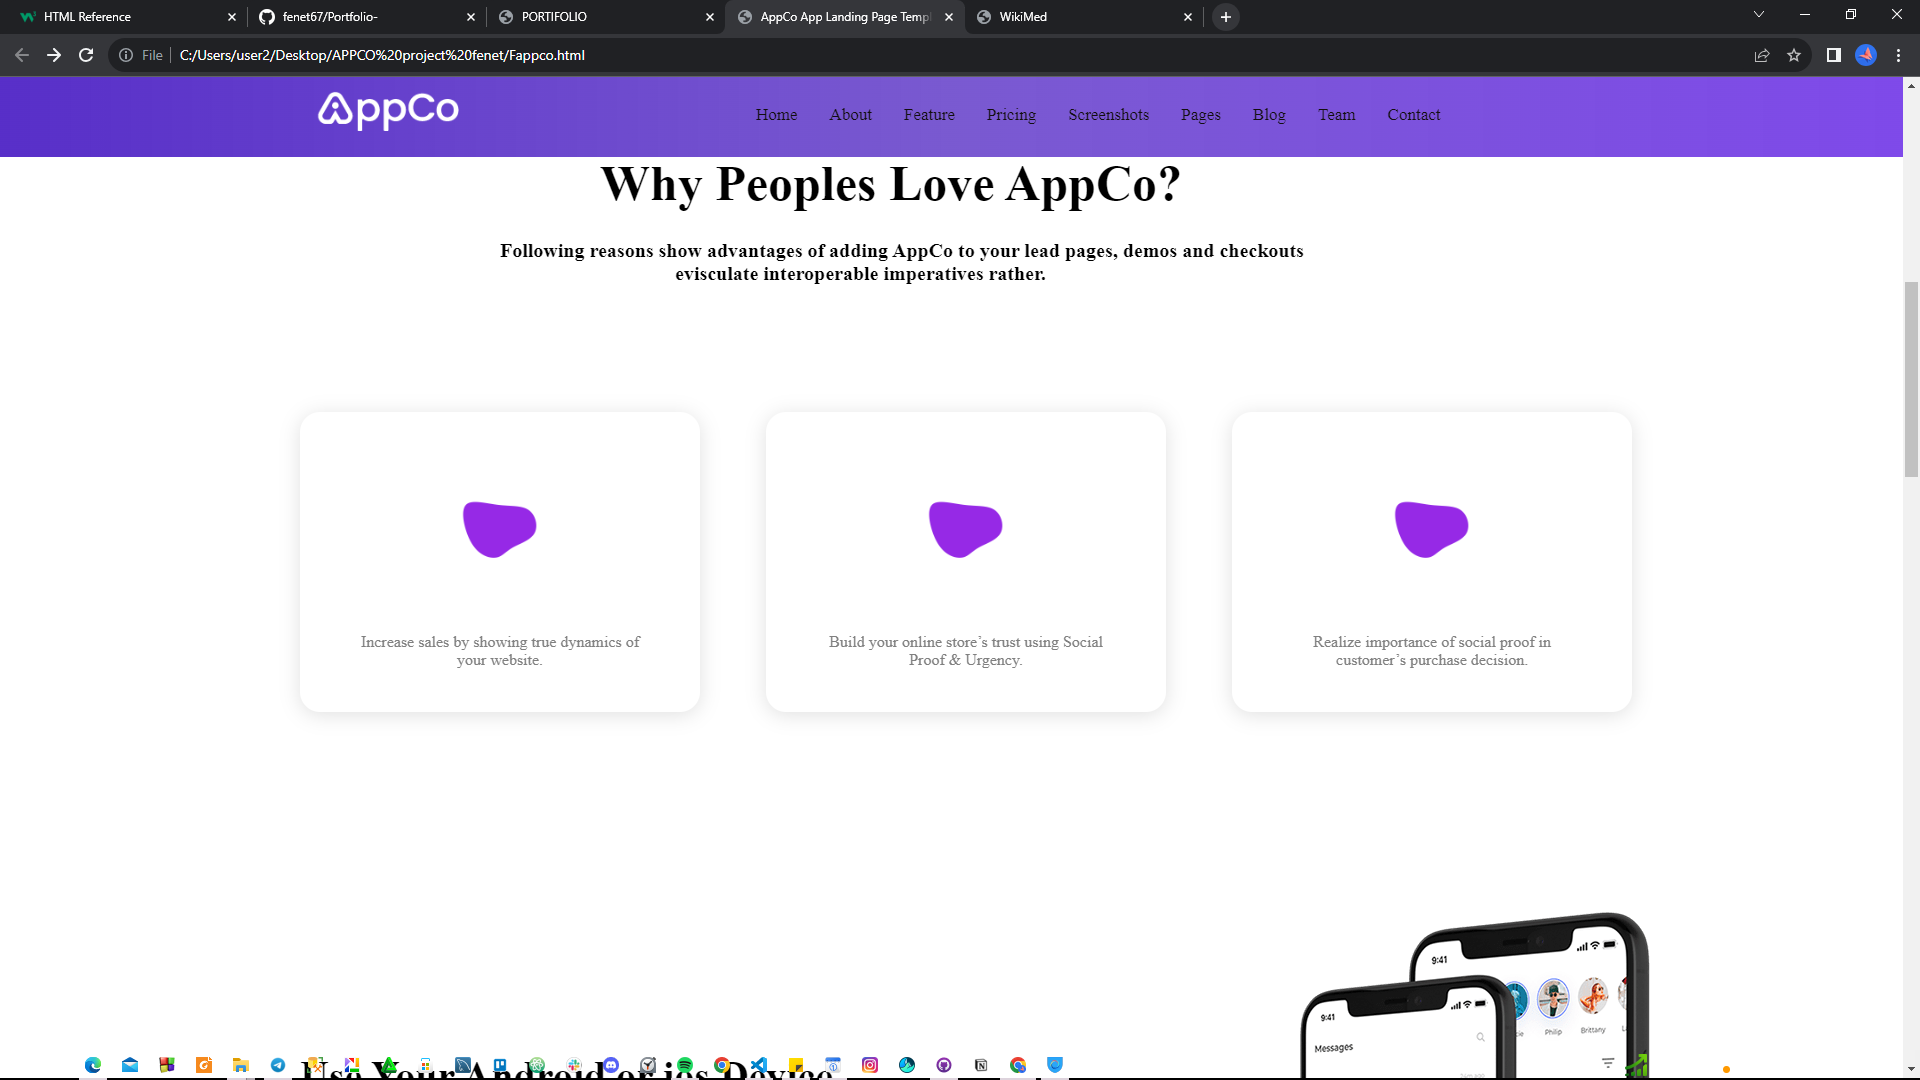 HTML Reference
fenet67/Portfolio-
PORTIFOLIO
AppCo App Landing Page Temp
WikiMed
File
C:/Users/user2/Desktop/APPCO%20project%20fenet/Fappco.html
AppCo
Home
About
Feature
Pricing
Screenshots
Pages
Blog
Team
Contact
Why Peoples Love AppCo?
Following reasons show advantages of adding AppCo to your lead pages, demos and checkouts
evisculate interoperable imperatives rather.
Increase sales by showing true dynamics of
your website.
Build your online store’s trust using Social
Proof & Urgency.
Realize importance of social proof in
customer’s purchase decision.
9:41
Philip
Brittany
9:41
Messages
Use Your Android or ios Device